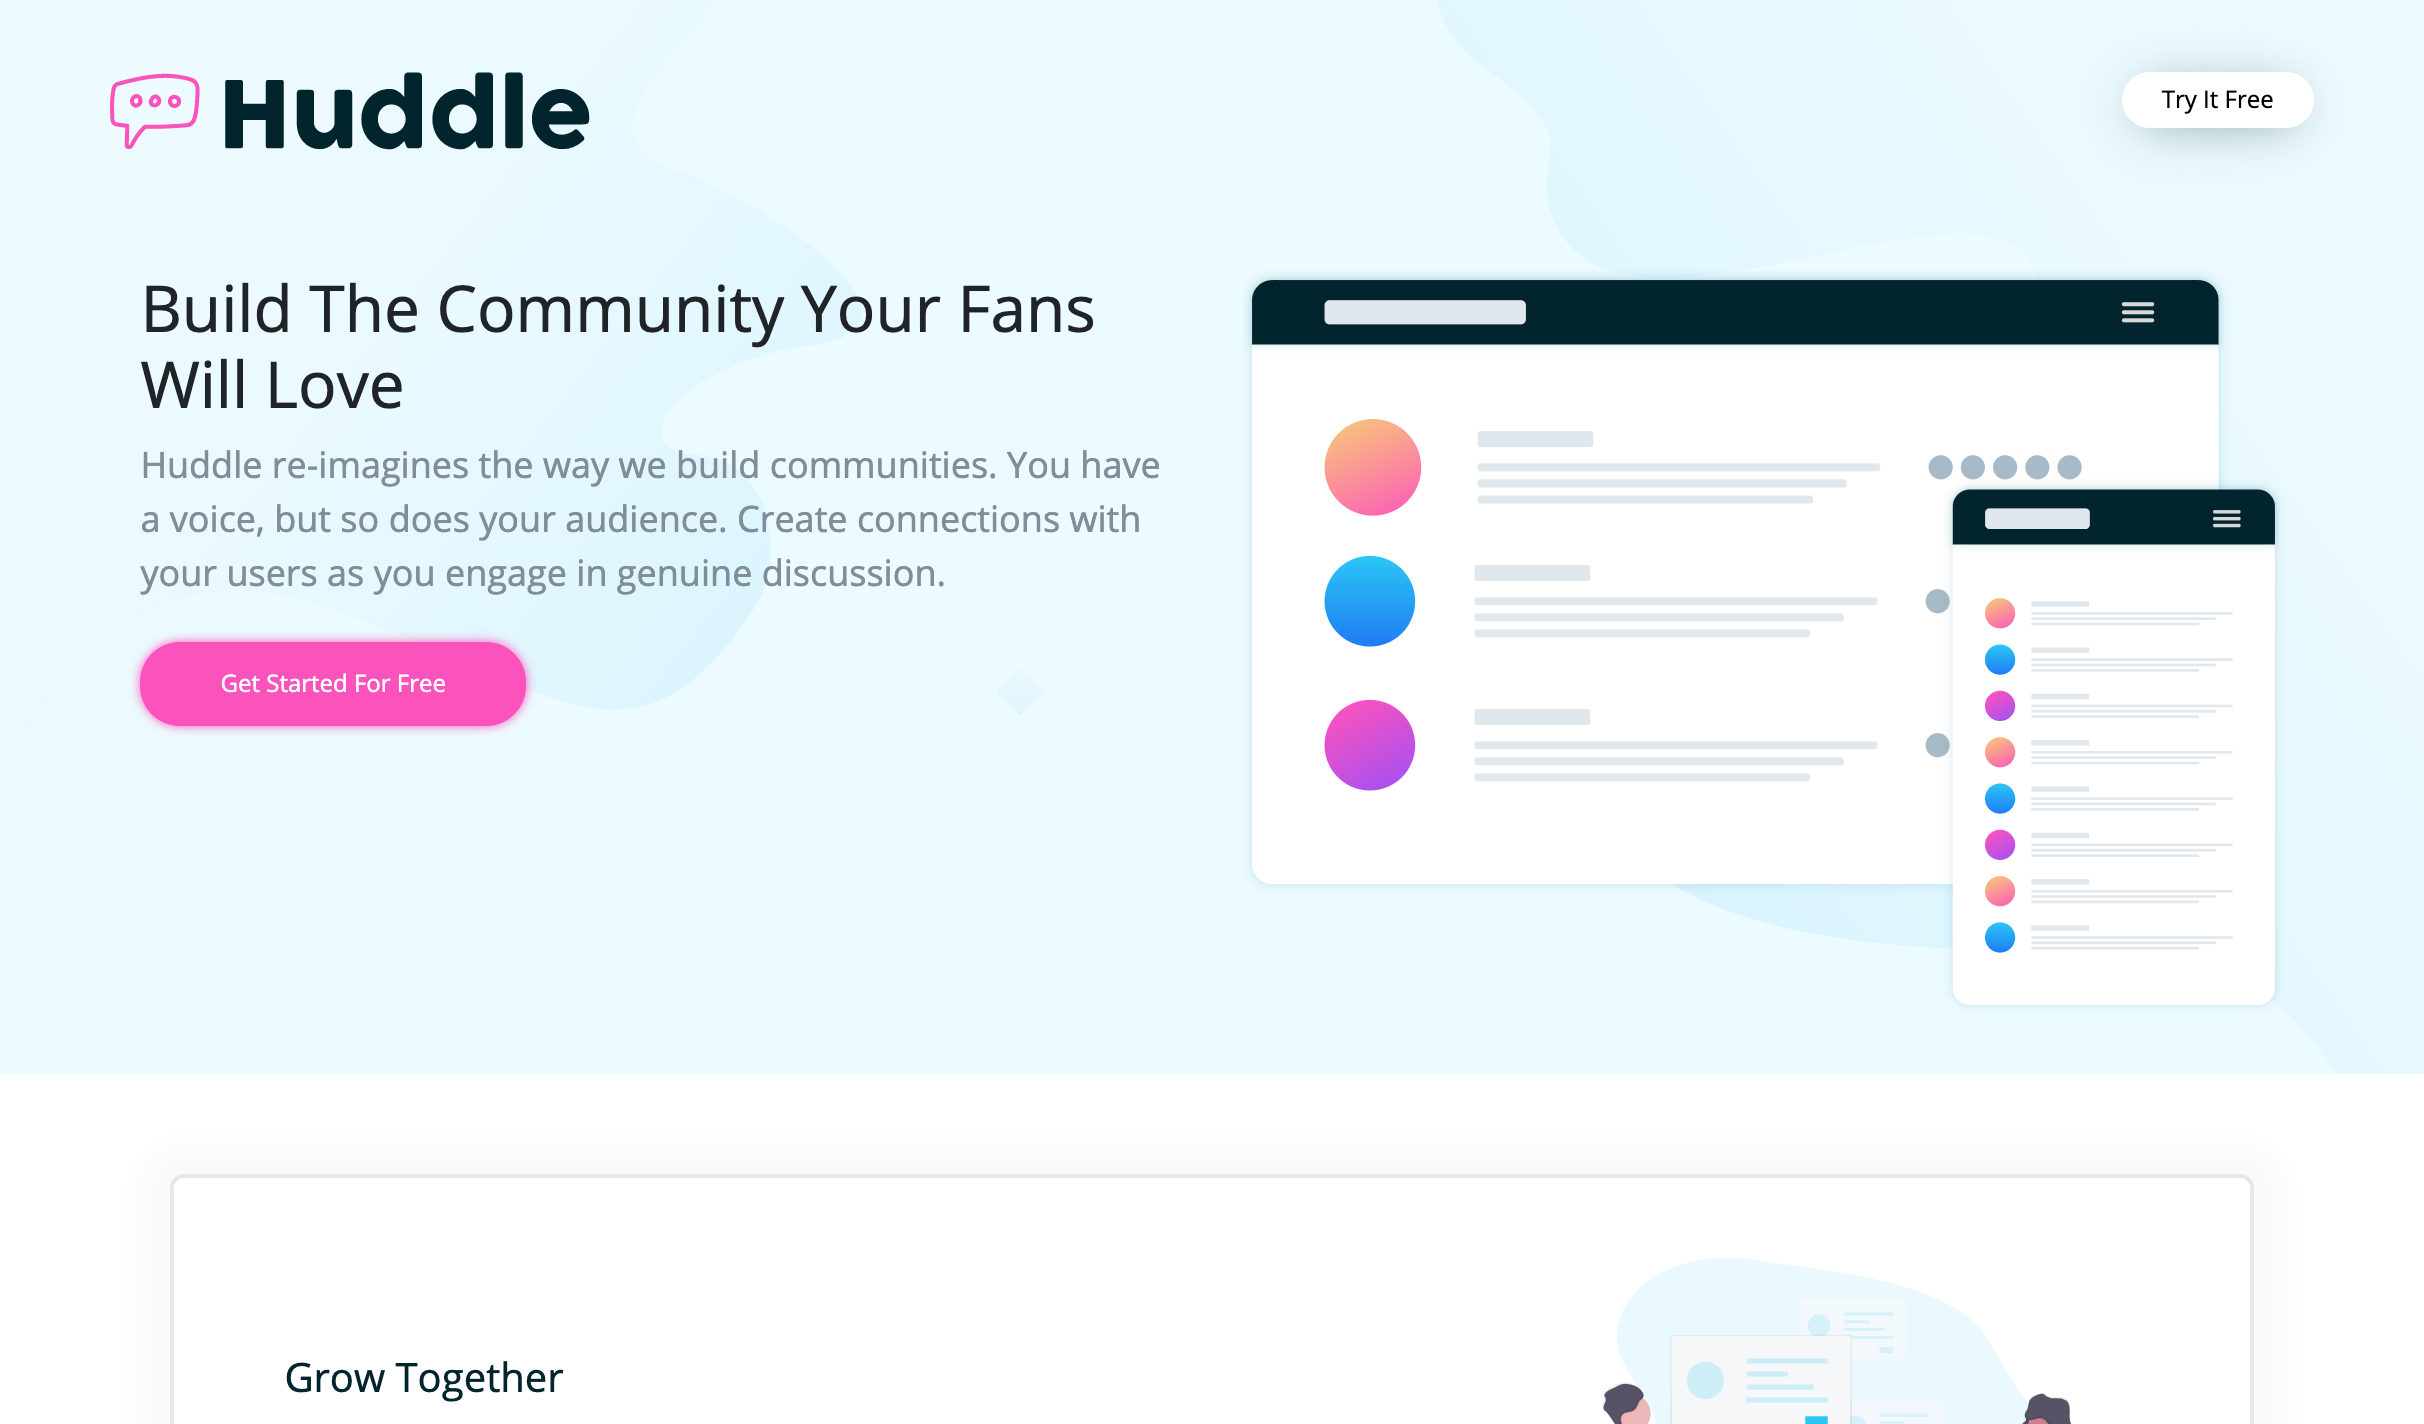 Huddle
Try It Free
Build The Community Your Fans
Will Love
Huddle re-imagines the way we build communities. You have
a voice, but so does your audience. Create connections with
your users as you engage in genuine discussion.
Get Started For Free
Grow Together